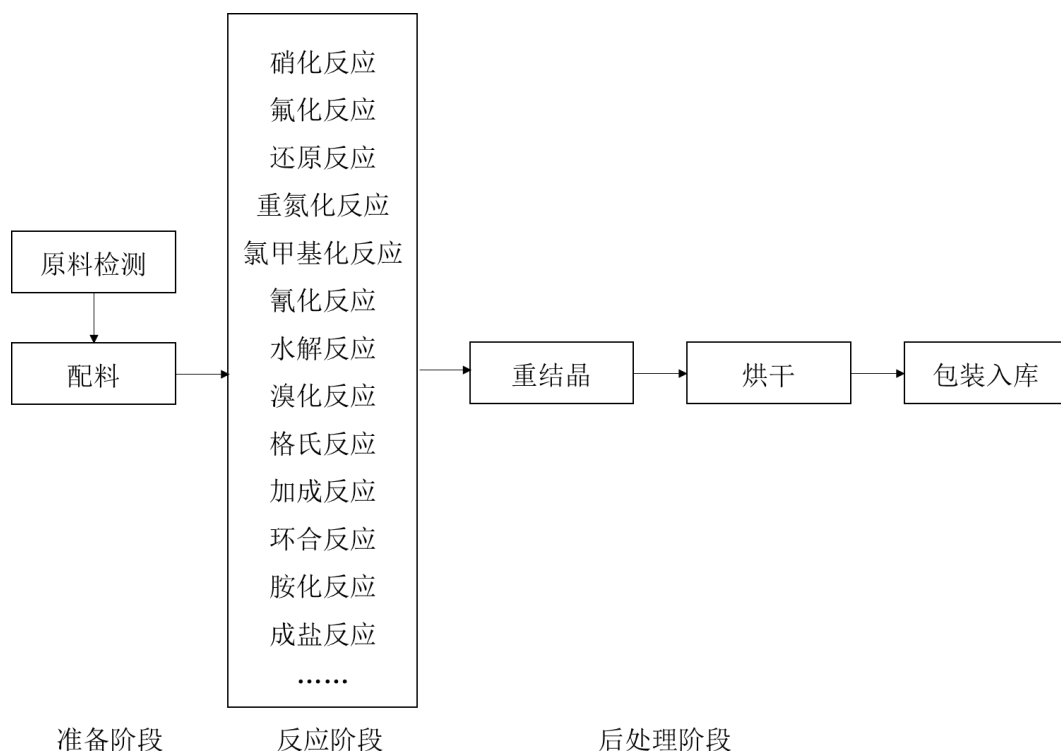 原料检测
配料
硝化反应
氟化反应
还原反应
重氮化反应
氯甲基化反应
氰化反应
水解反应
溴化反应
格氏反应
加成反应
环合反应
胺化反应
成盐反应
……
重结晶
烘干
包装入库
准备阶段
反应阶段
后处理阶段